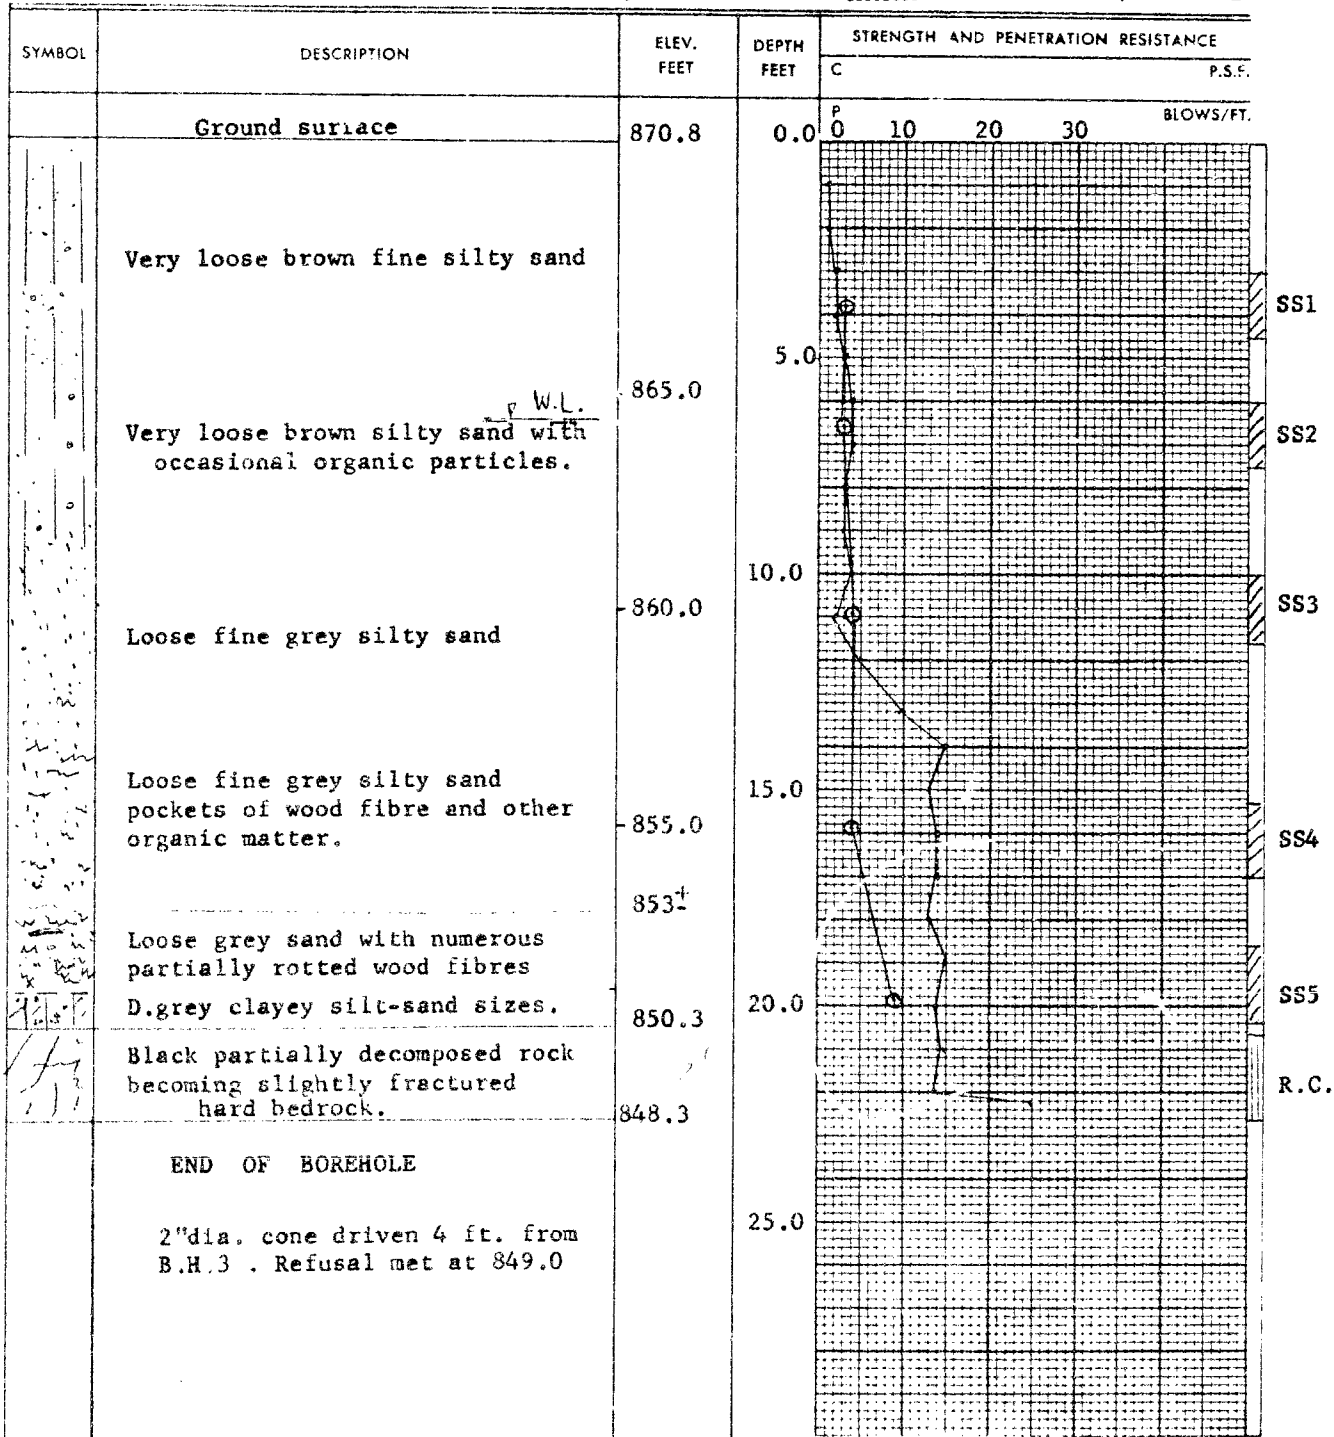 SYMBOL DESCRIPTION ELEV. FEET DEPTH FEET STRENGTH AND PENETRATION RESISTANCE
C P.S.F.
P BLOWS/FT.
Ground surface 870.8 0.0 0 10 20 30
Very loose brown fine silty sand
SS1
5.0
865.0
W.L.
Very loose brown silty sand with
occasional organic particles.
SS2
10.0
860.0
SS3
Loose fine grey silty sand
Loose fine grey silty sand
pockets of wood fibre and other
organic matter.
15.0
855.0
SS4
853±
Loose grey sand with numerous
partially rotted wood fibres
D.grey clayey silt-sand sizes.
SS5
20.0
850.3
Black partially decomposed rock
becoming slightly fractured
hard bedrock.
R.C.
848.3
END OF BOREHOLE
25.0
2"dia. cone driven 4 ft. from
B.H.3 . Refusal met at 849.0